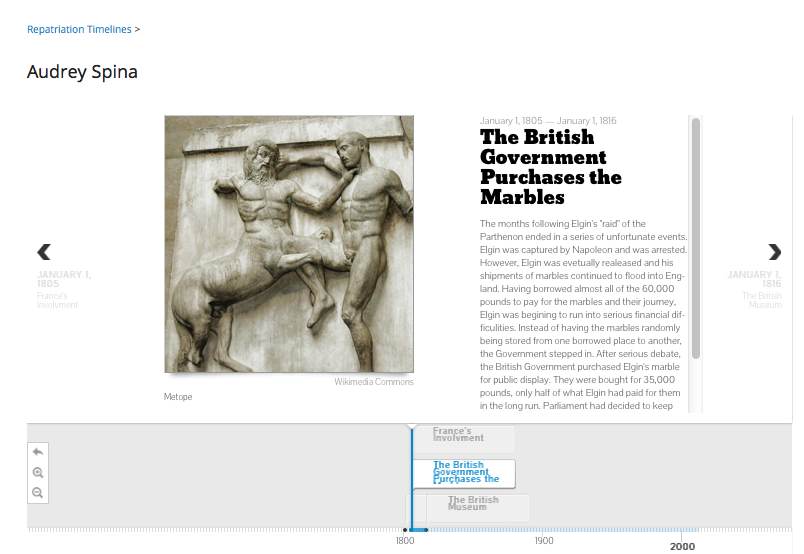 Repatriation Timelines >
Audrey Spina
JANUARY 1,
1805
France's
Involvment
Wikimedia Commons
Metope
January 1, 1805 — January 1, 1816
The British
Government
Purchases the
Marbles
The months following Elgin's "raid" of the
Parthenon ended in a series of unfortunate events.
Elgin was captured by Napoleon and was arrested.
However, Elgin was evetually realeased and his
shipments of marbles continued to flood into Eng-
land. Having borrowed almost all of the 60,000
pounds to pay for the marbles and their journey,
Elgin was begining to run into serious financial dif-
ficulities. Instead of having the marbles randomly
being stored from one borrowed place to another,
the Government stepped in. After serious debate,
the British Government purchased Elgin's marble
for public display. They were bought for 35,000
pounds, only half of what Elgin had paid for them
in the long run. Parliament had decided to keep
JANUARY 1,
1816
The British
Museum
France's
Involvment
The British
Government
Purchases the
The British
Museum
1800
1900
2000